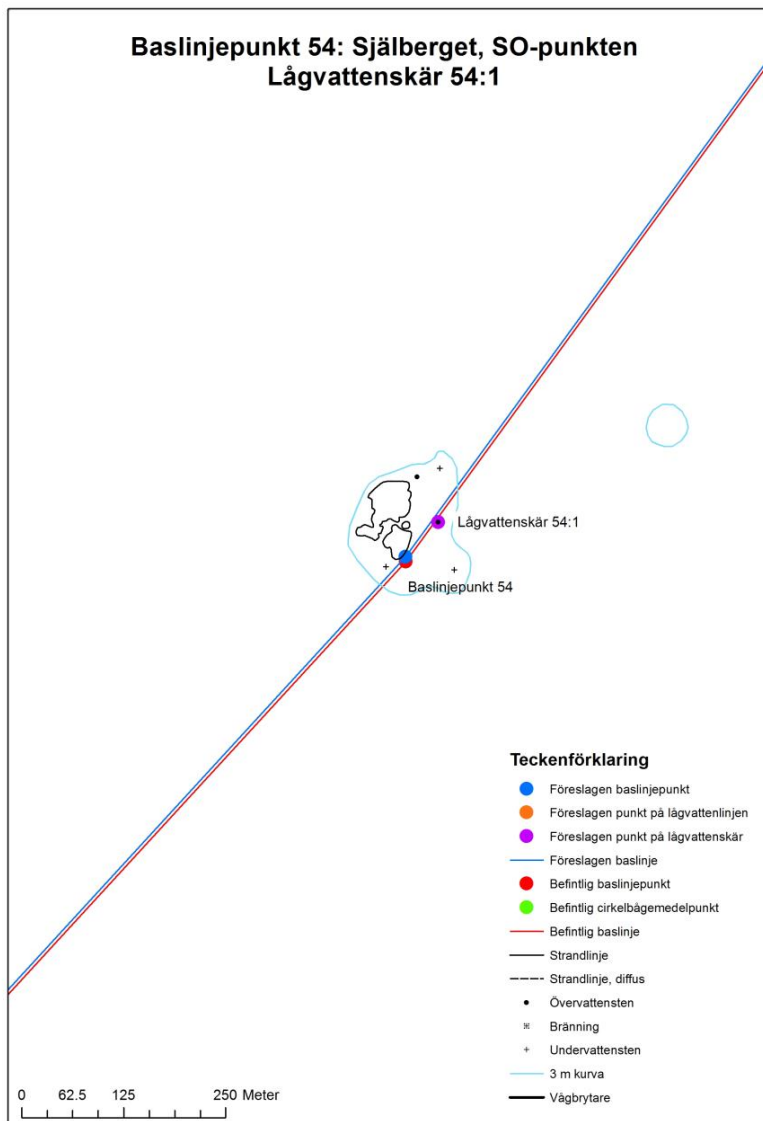 Baslinjepunkt 54: Själberget, SO-punkten
Lågvattenskär 54:1
Lågvattenskär 54:1
Baslinjepunkt 54
Teckenförklaring
Föreslagen baslinjepunkt
Föreslagen punkt på lågvattenlinjen
Föreslagen punkt på lågvattenskär
Föreslagen baslinje
Befintlig baslinjepunkt
Befintlig cirkelbågemedelpunkt
Befintlig baslinje
Strandlinje
Strandlinje, diffus
Övervattensten
Bränning
Undervattensten
3 m kurva
Vågbrytare
0 62.5 125 250 Meter